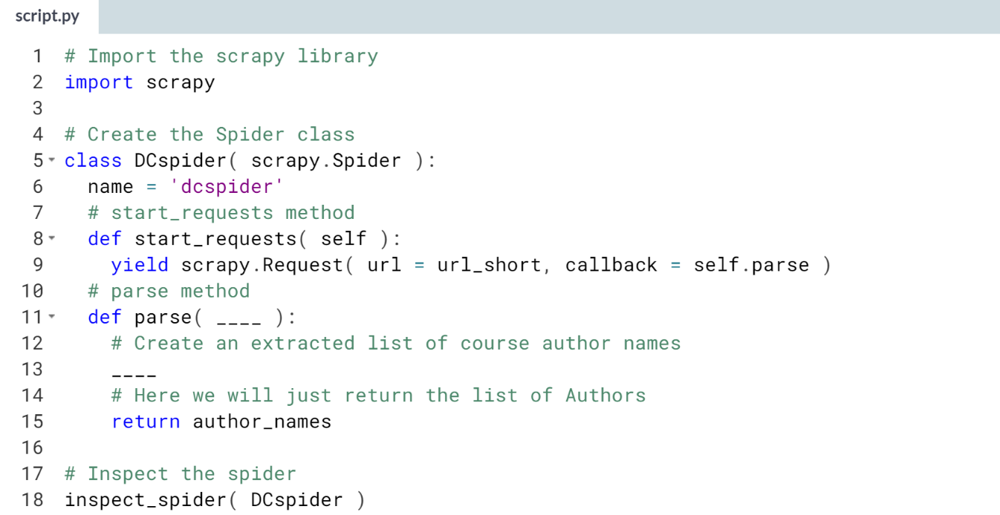 script.py
1 # Import the scrapy library
2 import scrapy
3
4 # Create the Spider class
5 class DCspider( scrapy.Spider ):
6   name = 'dcspider'
7   # start_requests method
8   def start_requests( self ):
9     yield scrapy.Request( url = url_short, callback = self.parse )
10   # parse method
11   def parse( ____ ):
12     # Create an extracted list of course author names
13     ____
14     # Here we will just return the list of Authors
15     return author_names
16
17 # Inspect the spider
18 inspect_spider( DCspider )